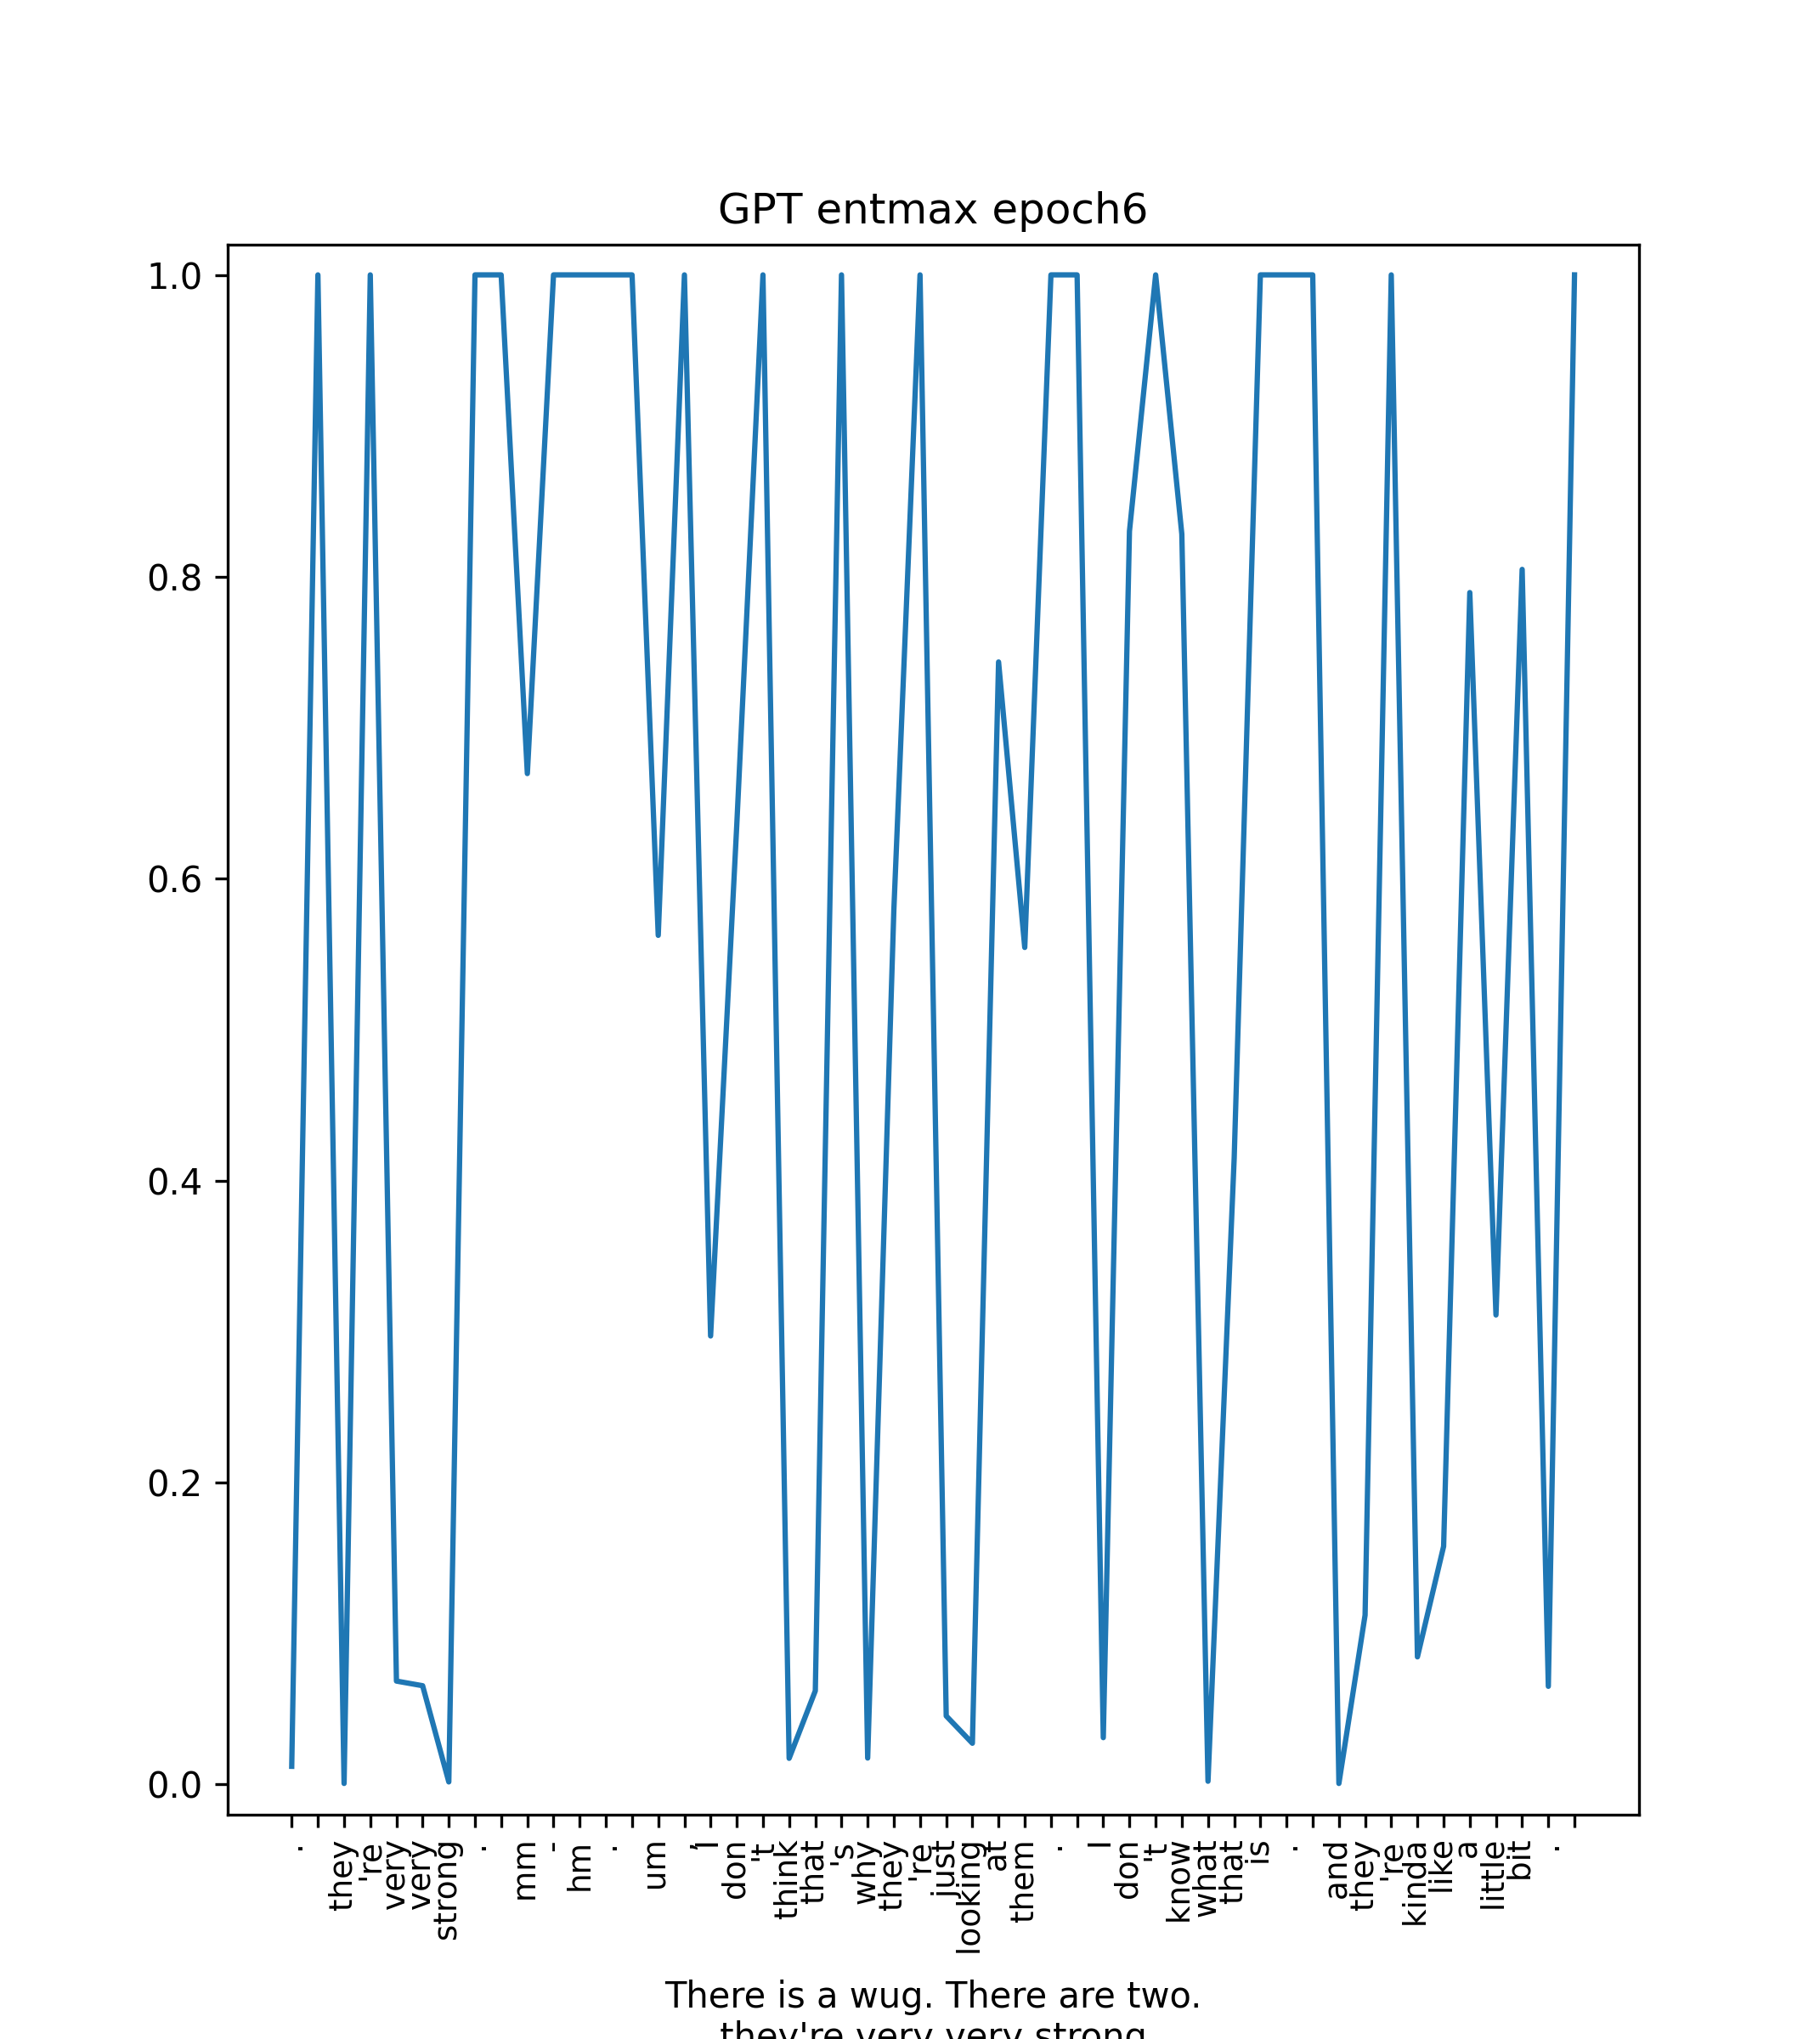 GPT entmax epoch6
1.0
0.8
0.6
0.4
0.2
0.0
.
they
're
very
very
strong
.
mm
-
hm
.
um
,
I
don
't
think
that
's
why
they
're
just
looking
at
them
.
I
don
't
know
what
that
is
.
and
they
're
kinda
like
a
little
bit
.
There is a wug. There are two.
they're very very strong